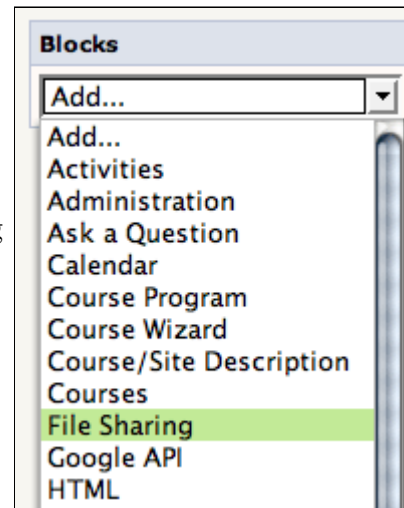 Blocks
Add...
Add...
Activities
Administration
Ask a Question
Calendar
Course Program
Course Wizard
Course/Site Description
Courses
File Sharing
Google API
HTML